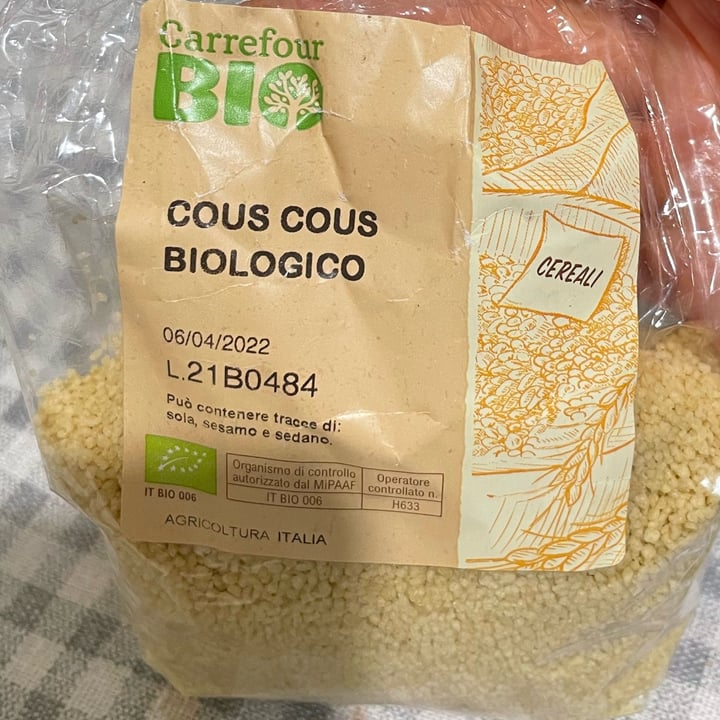 Carrefour
BIO
COUS COUS
BIOLOGICO
CEREALI
06/04/2022
L.21B0484
Può contenere tracce di:
soia, sesamo e sedano.
IT BIO 006
Organismo di controllo
autorizzato dal MiPAAF
IT BIO 006
Operatore
controllato n.
H633
AGRICOLTURA ITALIA